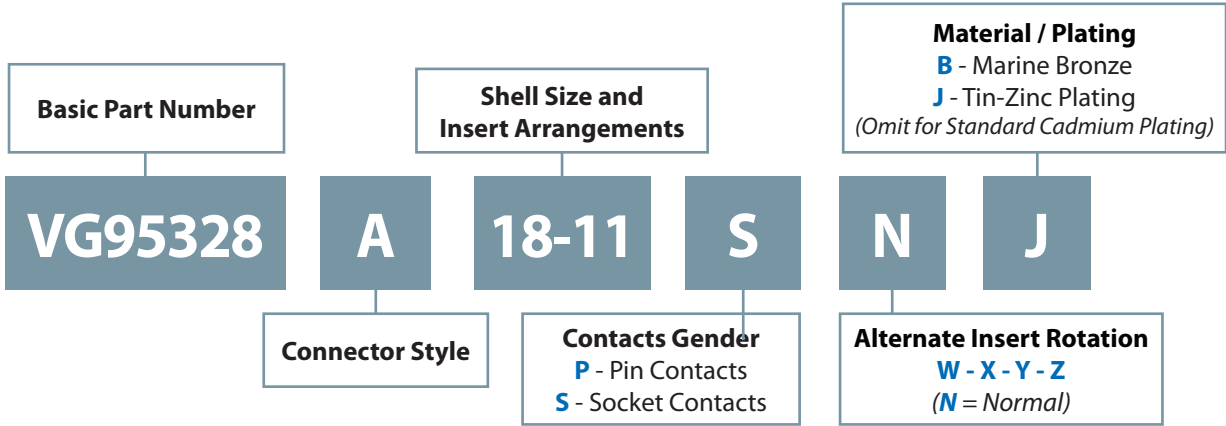 Material / Plating
B - Marine Bronze
J - Tin-Zinc Plating
(Omit for Standard Cadmium Plating)
Basic Part Number
Shell Size and
Insert Arrangements
VG95328 A 18-11 S N J
Connector Style
Contacts Gender
P - Pin Contacts
S - Socket Contacts
Alternate Insert Rotation
W - X - Y - Z
(N = Normal)